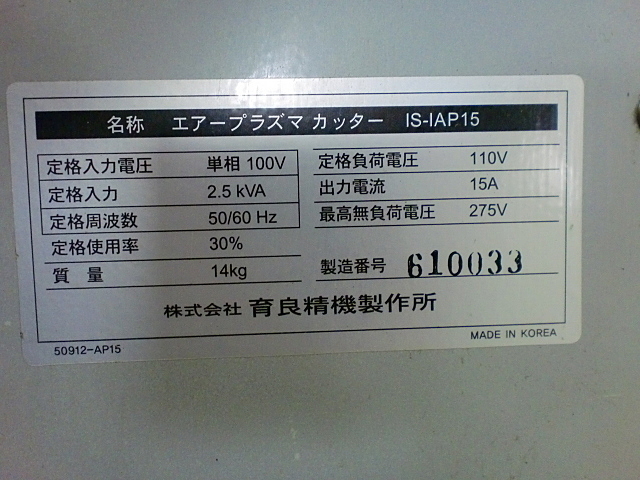 名称 エアープラズマ カッター IS-IAP15
定格入力電圧 単相 100V
定格入力 2.5 kVA
定格周波数 50/60 Hz
定格使用率 30%
質 量 14kg
定格負荷電圧 110V
出力電流 15A
最高無負荷電圧 275V
製造番号 610033
株式会社 育良精機製作所
50912-AP15
MADE IN KOREA